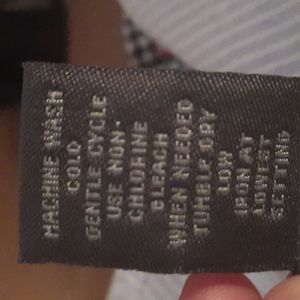 MACHINE WASH
COLD
GENTLE CYCLE
USE NON-
CHLORINE
BLEACH
WHEN NEEDED
TUMBLE DRY
LOW
IRON AT
LOWEST
SETTING